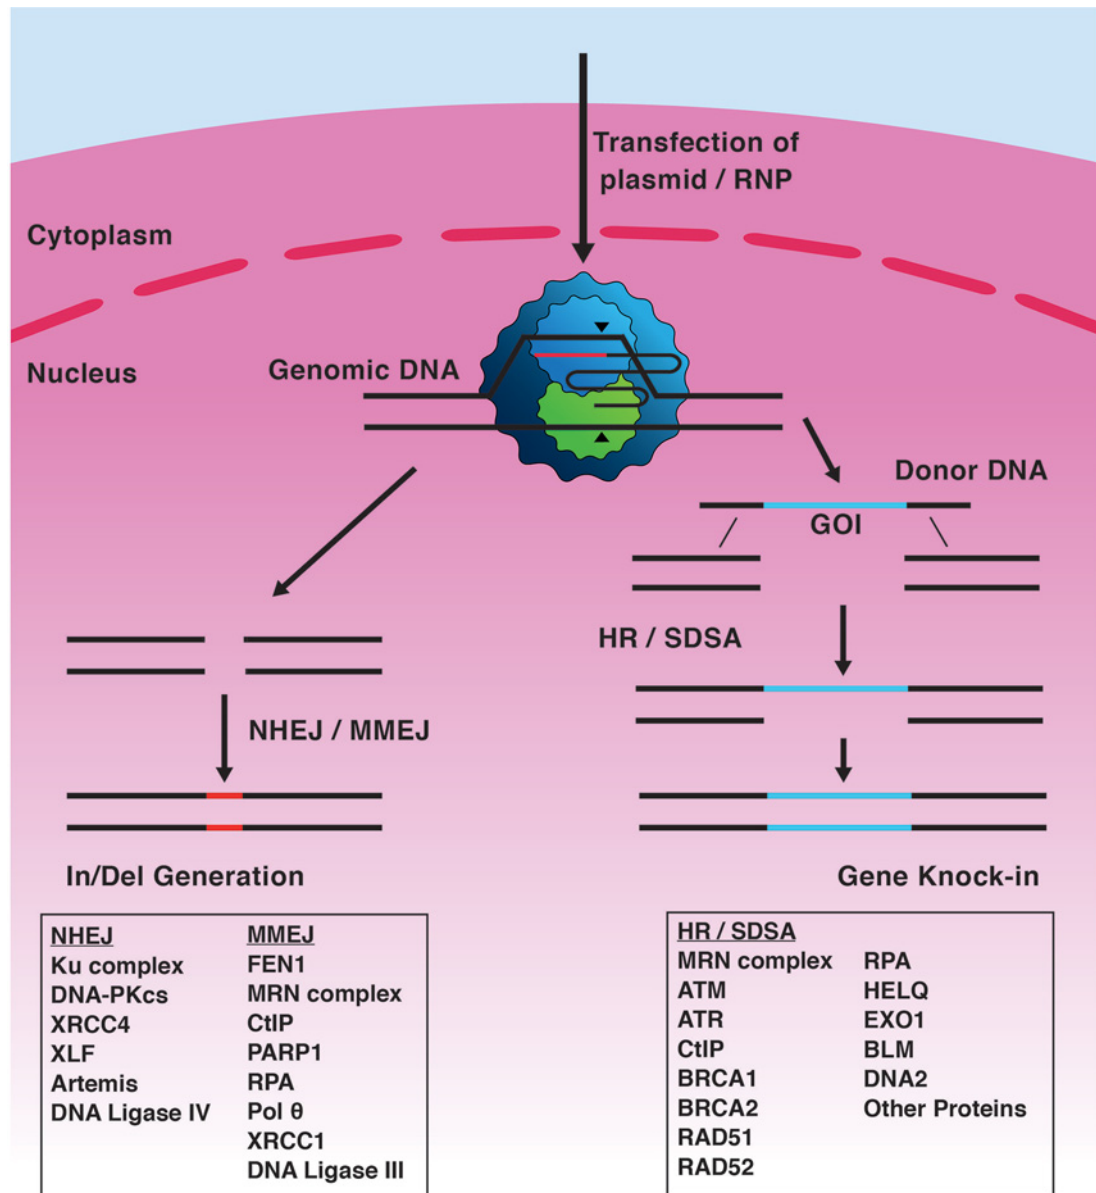 Transfection of
plasmid / RNP
Cytoplasm
Nucleus
Genomic DNA
Donor DNA
GOI
HR / SDSA
NHEJ / MMEJ
In/Del Generation
Gene Knock-in
NHEJ
Ku complex
DNA-PKcs
XRCC4
XLF
Artemis
DNA Ligase IV
MMEJ
FEN1
MRN complex
CtIP
PARP1
RPA
Pol θ
XRCC1
DNA Ligase III
HR / SDSA
MRN complex
ATM
ATR
CtIP
BRCA1
BRCA2
RAD51
RAD52
RPA
HELQ
EXO1
BLM
DNA2
Other Proteins